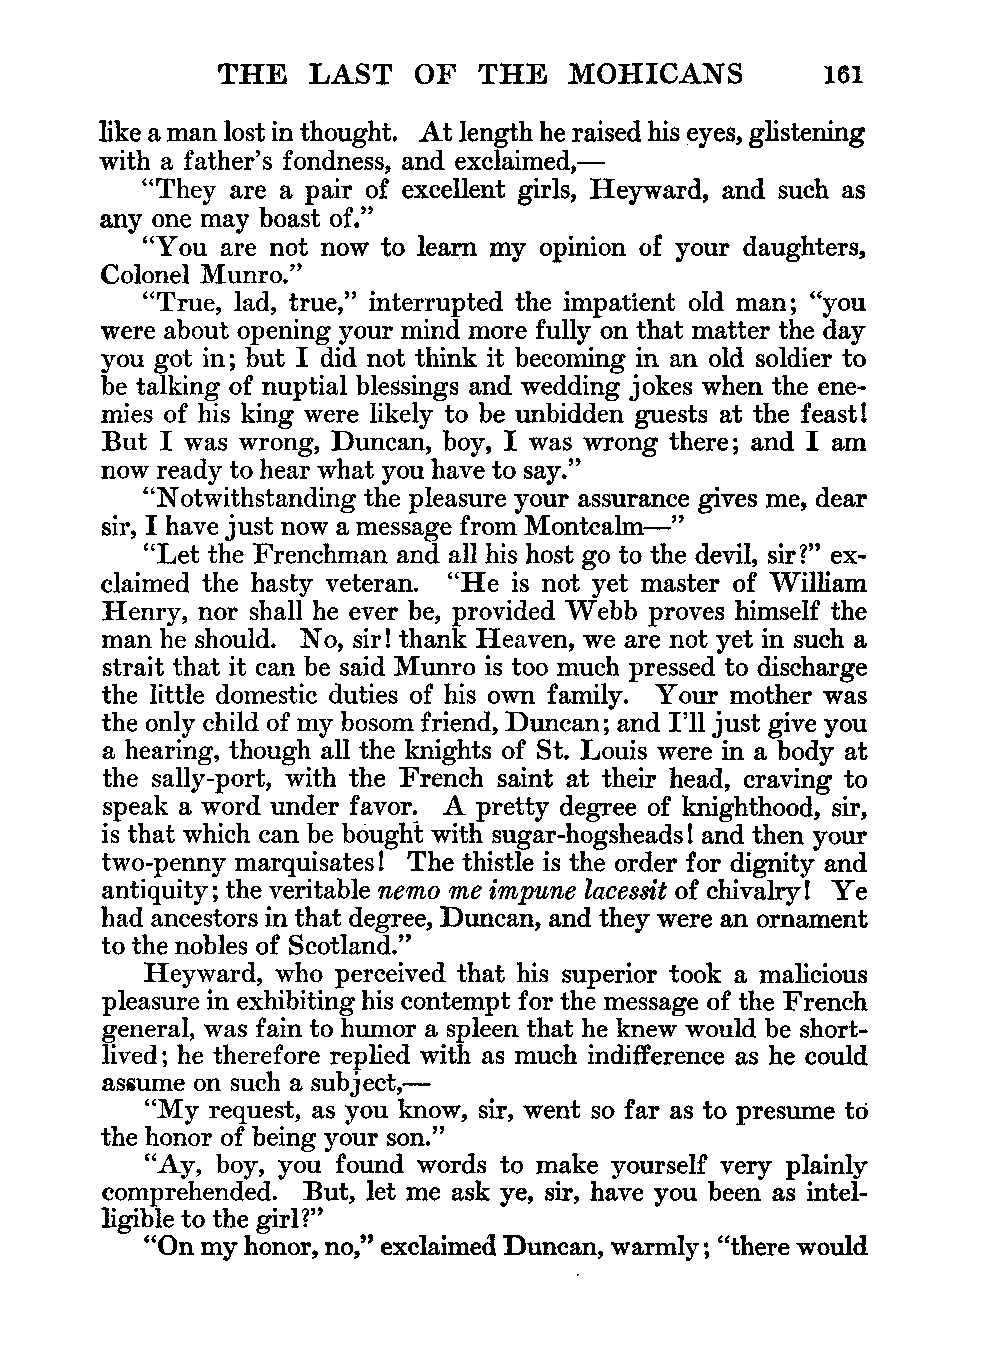 THE LAST OF THE MOHICANS 161
like a man lost in thought. At length he raised his eyes, glistening
with a father's fondness, and exclaimed,—
“They are a pair of excellent girls, Heyward, and such as
any one may boast of.”
“You are not now to learn my opinion of your daughters,
Colonel Munro.”
“True, lad, true,” interrupted the impatient old man; “you
were about opening your mind more fully on that matter the day
you got in; but I did not think it becoming in an old soldier to
be talking of nuptial blessings and wedding jokes when the ene-
mies of his king were likely to be unbidden guests at the feast!
But I was wrong, Duncan, boy, I was wrong there; and I am
now ready to hear what you have to say.”
“Notwithstanding the pleasure your assurance gives me, dear
sir, I have just now a message from Montcalm—”
“Let the Frenchman and all his host go to the devil, sir?” ex-
claimed the hasty veteran. “He is not yet master of William
Henry, nor shall he ever be, provided Webb proves himself the
man he should. No, sir! thank Heaven, we are not yet in such a
strait that it can be said Munro is too much pressed to discharge
the little domestic duties of his own family. Your mother was
the only child of my bosom friend, Duncan; and I'll just give you
a hearing, though all the knights of St. Louis were in a body at
the sally-port, with the French saint at their head, craving to
speak a word under favor. A pretty degree of knighthood, sir,
is that which can be bought with sugar-hogsheads! and then your
two-penny marquisates! The thistle is the order for dignity and
antiquity; the veritable nemo me impune lacessit of chivalry! Ye
had ancestors in that degree, Duncan, and they were an ornament
to the nobles of Scotland.”
Heyward, who perceived that his superior took a malicious
pleasure in exhibiting his contempt for the message of the French
general, was fain to humor a spleen that he knew would be short-
lived; he therefore replied with as much indifference as he could
assume on such a subject,—
“My request, as you know, sir, went so far as to presume to
the honor of being your son.”
“Ay, boy, you found words to make yourself very plainly
comprehended. But, let me ask ye, sir, have you been as intel-
ligible to the girl?”
“On my honor, no,” exclaimed Duncan, warmly; “there would